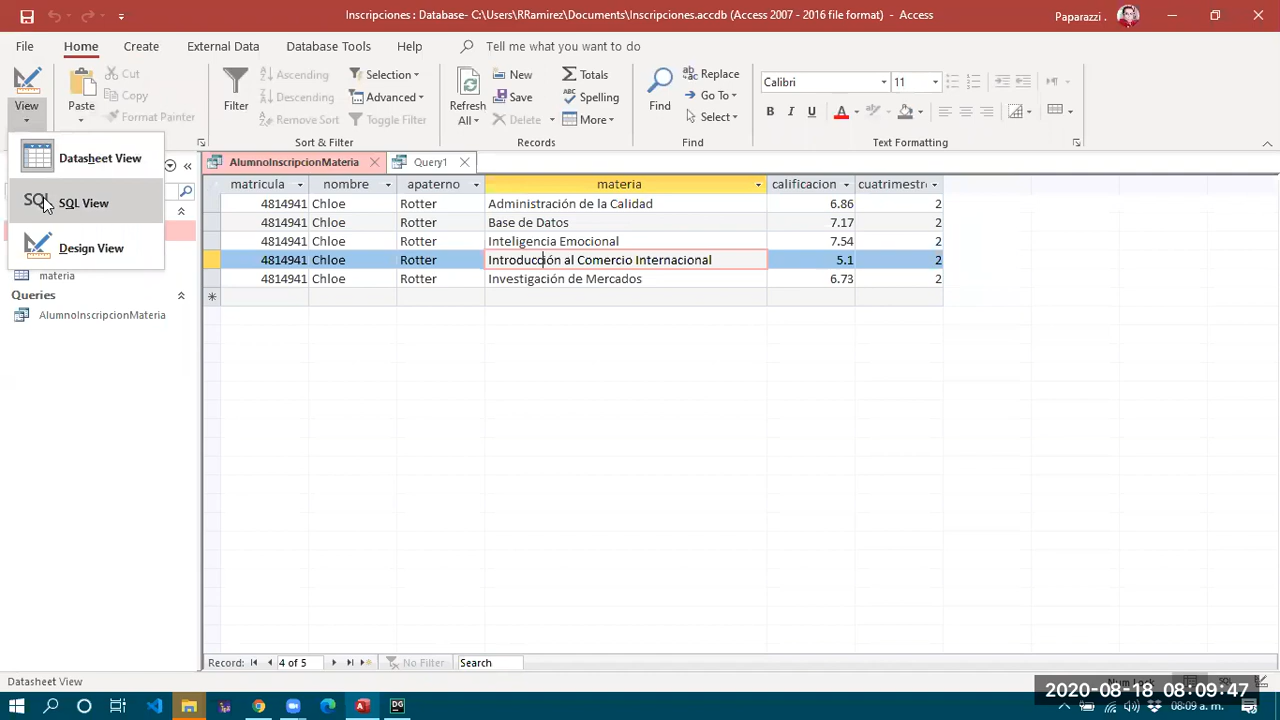 Inscripciones : Database- C:\Users\RRamirez\Documents\Inscripciones.accdb (Access 2007 - 2016 file format) - Access
Paparazzi .
File Home Create External Data Database Tools Help Tell me what you want to do
View
Paste
Cut
Copy
Format Painter
Filter
Ascending
Descending
Remove Sort
Selection
Advanced
Toggle Filter
Sort & Filter
Refresh
All
New
Save
Delete
Totals
Spelling
More
Records
Find
Replace
Go To
Select
Find
Calibri 11
B I U A
Text Formatting
Datasheet View
SQL View
Design View
materia
Queries
AlumnoInscripcionMateria
AlumnoInscripcionMateria Query1
matricula nombre apaterno materia calificacion cuatrimestre
4814941 Chloe Rotter Administración de la Calidad 6.86 2
4814941 Chloe Rotter Base de Datos 7.17 2
4814941 Chloe Rotter Inteligencia Emocional 7.54 2
4814941 Chloe Rotter Introducción al Comercio Internacional 5.1 2
4814941 Chloe Rotter Investigación de Mercados 6.73 2
Record: 4 of 5 No Filter Search
Datasheet View
Num Lock
2020-08-18 08:09:47
08:09 a. m.